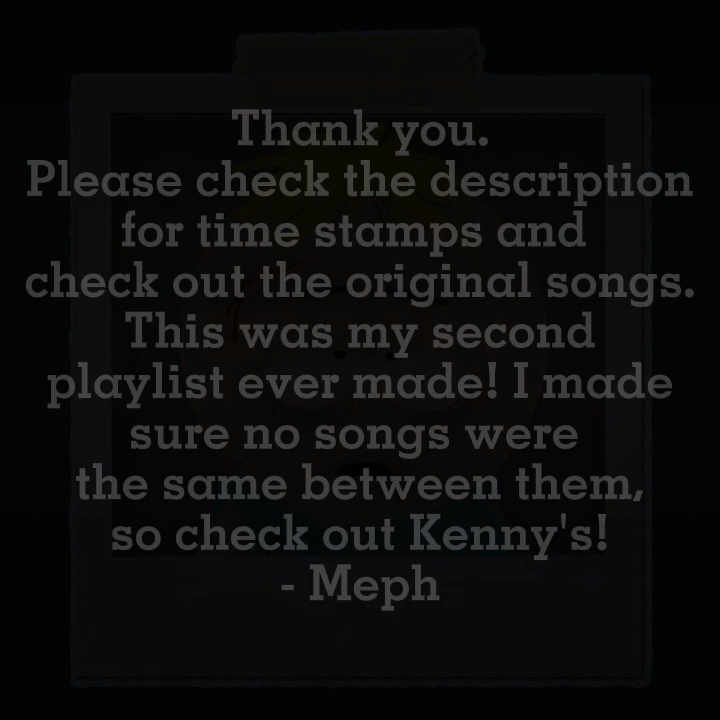 Thank you.
Please check the description
for time stamps and
check out the original songs.
This was my second
playlist ever made! I made
sure no songs were
the same between them,
so check out Kenny's!
- Meph